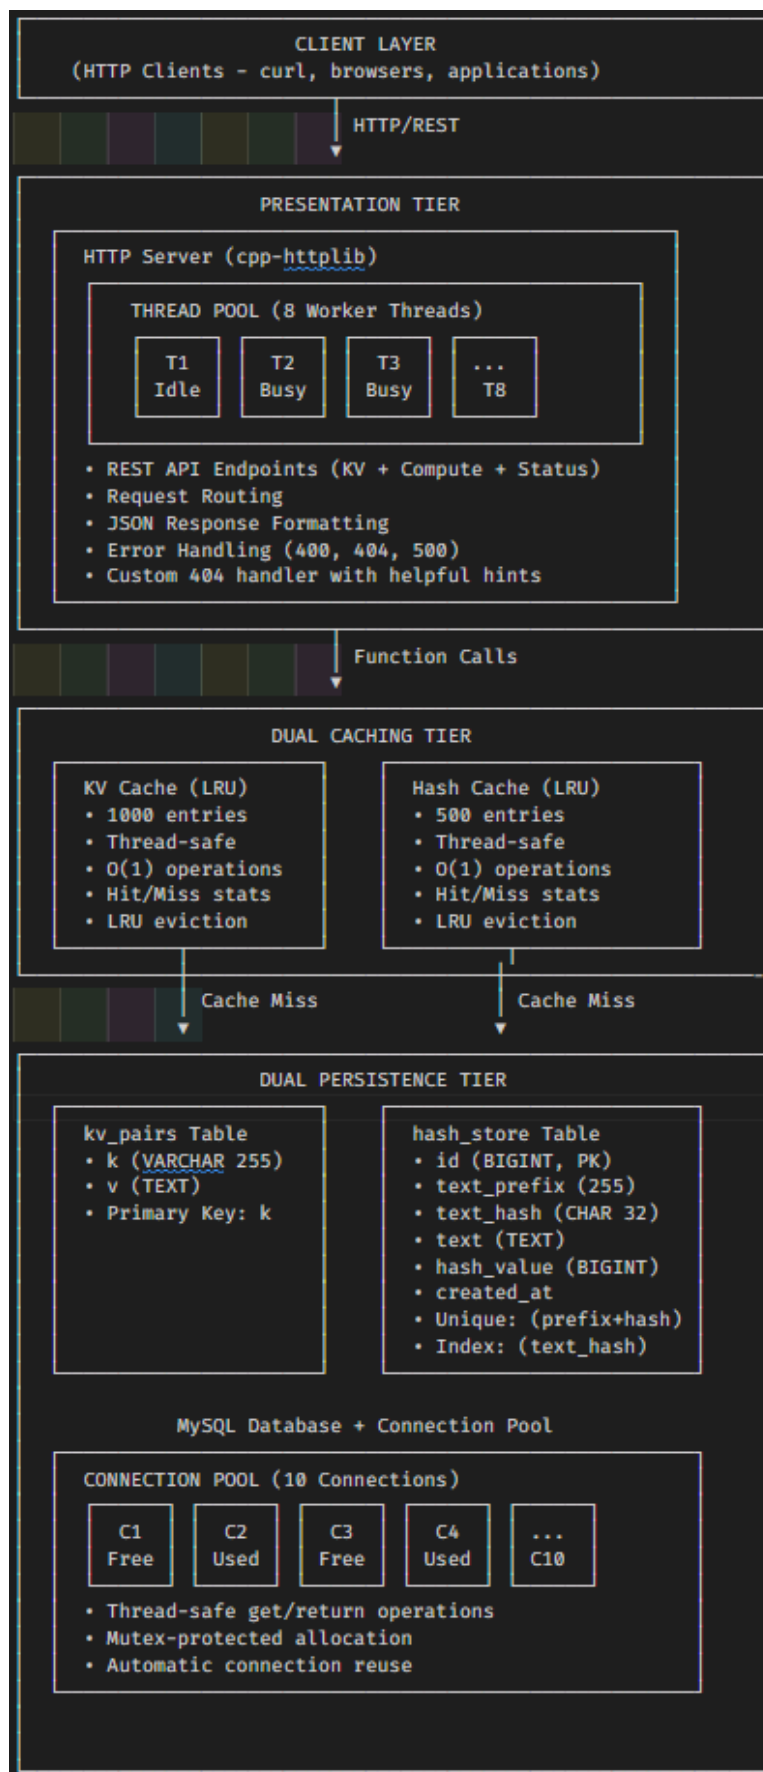 CLIENT LAYER
(HTTP Clients - curl, browsers, applications)
HTTP/REST
PRESENTATION TIER
HTTP Server (cpp-httplib)
THREAD POOL (8 Worker Threads)
T1 T2 T3 ...
Idle Busy Busy T8
• REST API Endpoints (KV + Compute + Status)
• Request Routing
• JSON Response Formatting
• Error Handling (400, 404, 500)
• Custom 404 handler with helpful hints
Function Calls
DUAL CACHING TIER
KV Cache (LRU)
• 1000 entries
• Thread-safe
• O(1) operations
• Hit/Miss stats
• LRU eviction
Hash Cache (LRU)
• 500 entries
• Thread-safe
• O(1) operations
• Hit/Miss stats
• LRU eviction
Cache Miss
Cache Miss
DUAL PERSISTENCE TIER
kv_pairs Table
• k (VARCHAR 255)
• v (TEXT)
• Primary Key: k
hash_store Table
• id (BIGINT, PK)
• text_prefix (255)
• text_hash (CHAR 32)
• text (TEXT)
• hash_value (BIGINT)
• created_at
• Unique: (prefix+hash)
• Index: (text_hash)
MySQL Database + Connection Pool
CONNECTION POOL (10 Connections)
C1 C2 C3 C4 ...
Free Used Free Used C10
• Thread-safe get/return operations
• Mutex-protected allocation
• Automatic connection reuse